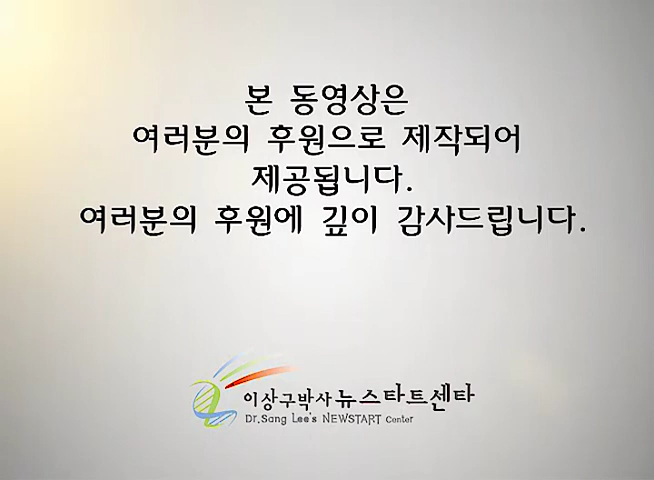 본 동영상은
여러분의 후원으로 제작되어
제공됩니다.
여러분의 후원에 깊이 감사드립니다.
이상구박사 뉴스타트센타
Dr.Sang Lee's NEWSTART Center